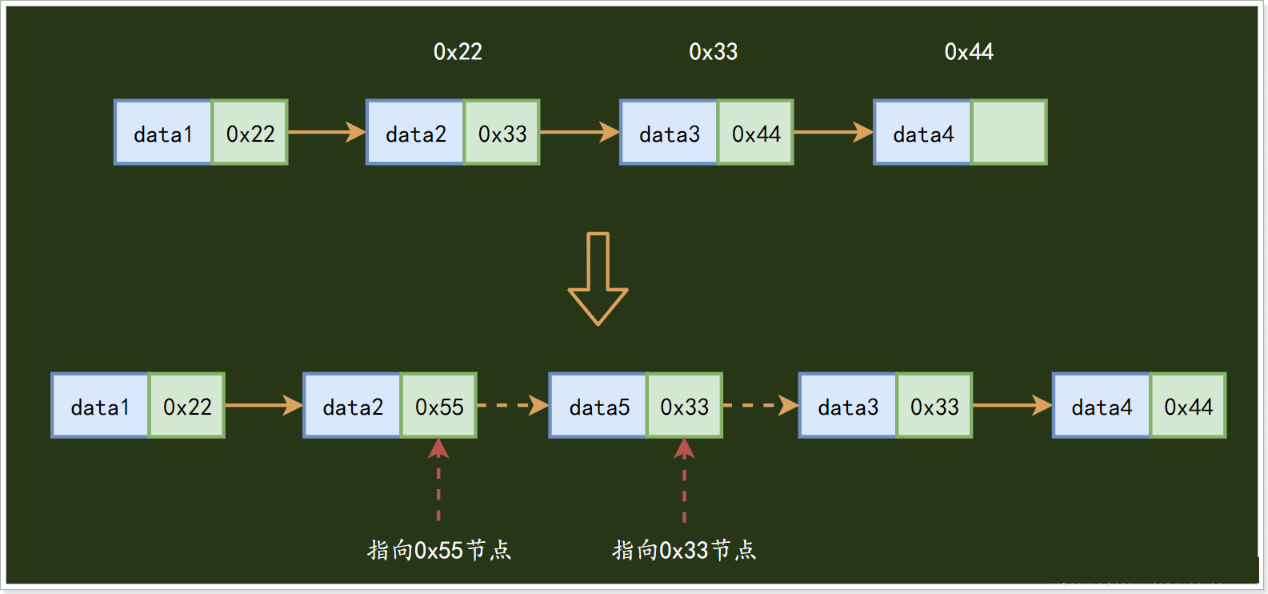 0x22 0x33 0x44
data1 0x22 data2 0x33 data3 0x44 data4
data1 0x22 data2 0x55 data5 0x33 data3 0x33 data4 0x44
指向0x55节点 指向0x33节点